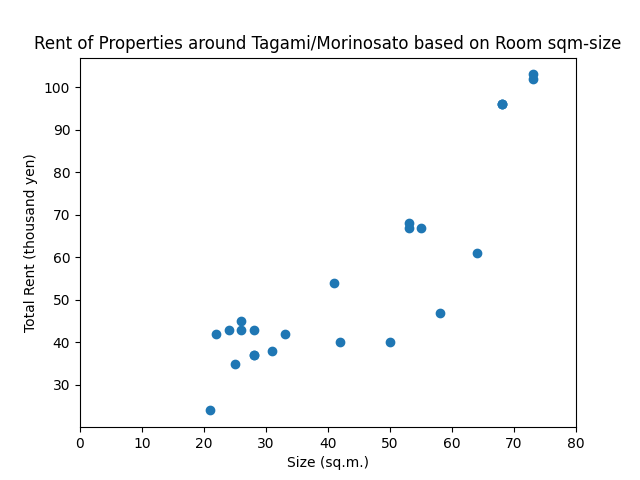 Rent of Properties around Tagami/Morinosato based on Room sqm-size
Total Rent (thousand yen)
100
90
80
70
60
50
40
30
0 10 20 30 40 50 60 70 80
Size (sq.m.)